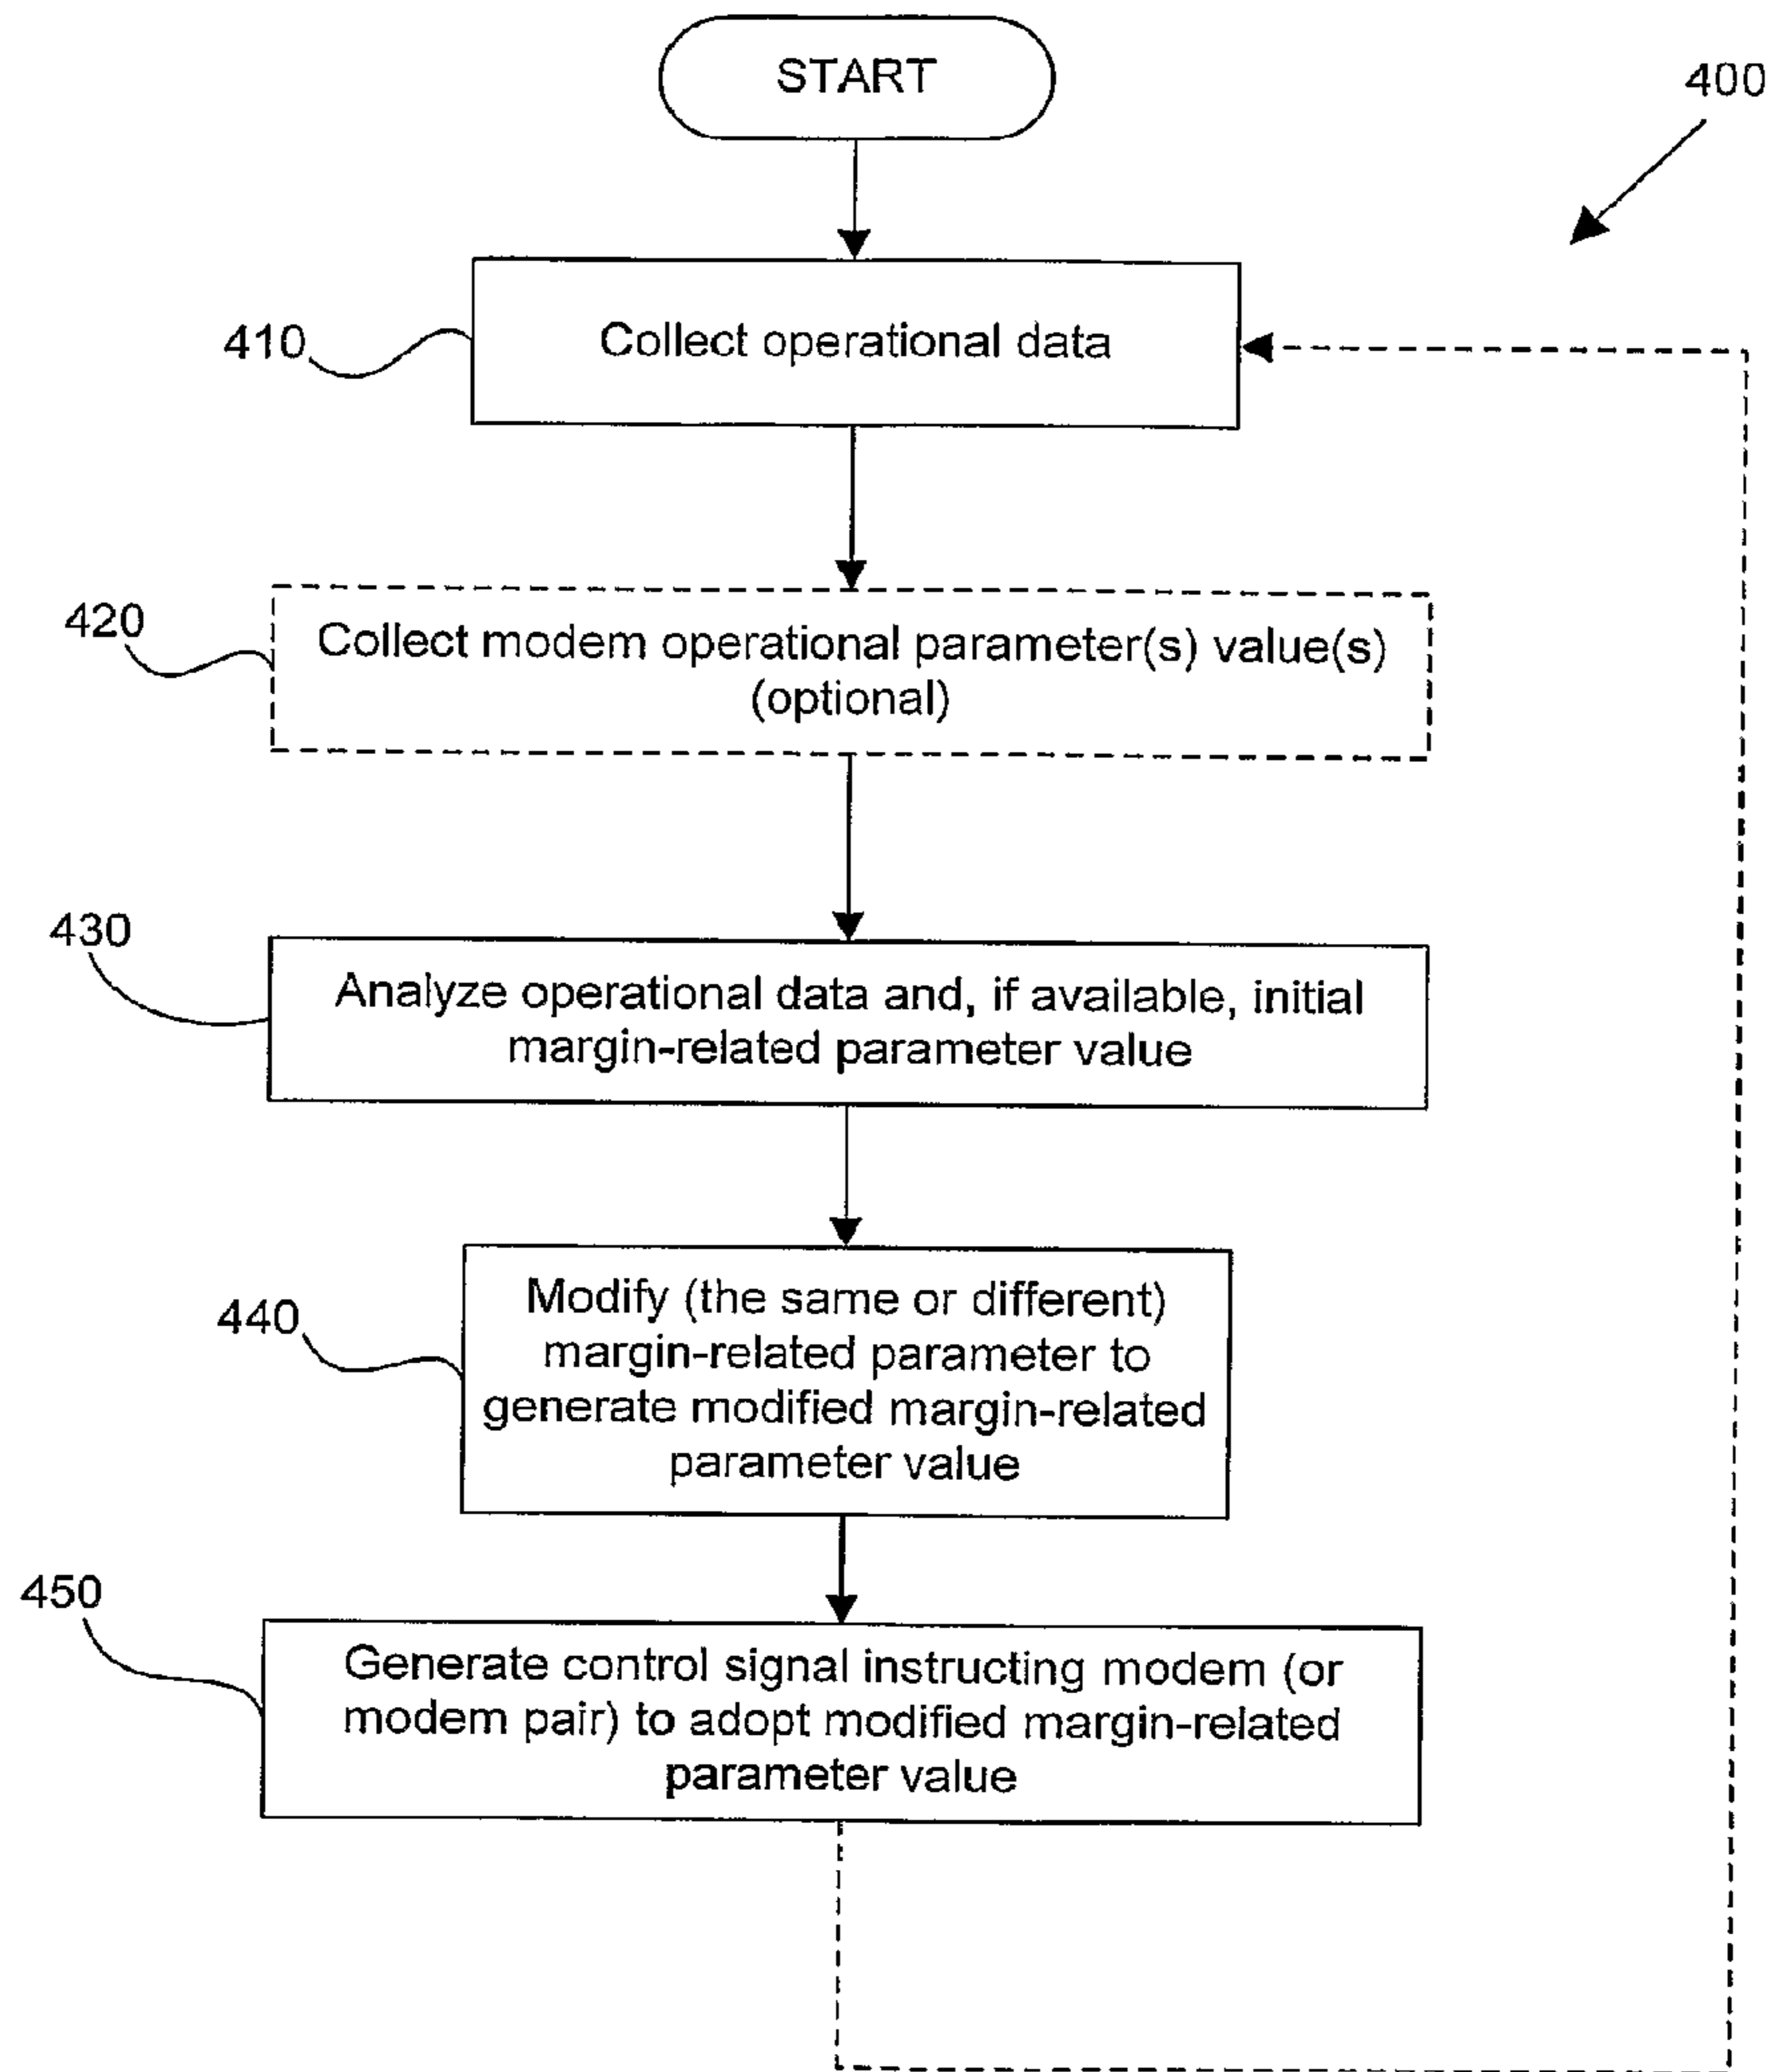 START
400
410
Collect operational data
420
Collect modem operational parameter(s) value(s)
(optional)
430
Analyze operational data and, if available, initial
margin-related parameter value
440
Modify (the same or different)
margin-related parameter to
generate modified margin-related
parameter value
450
Generate control signal instructing modem (or
modem pair) to adopt modified margin-related
parameter value